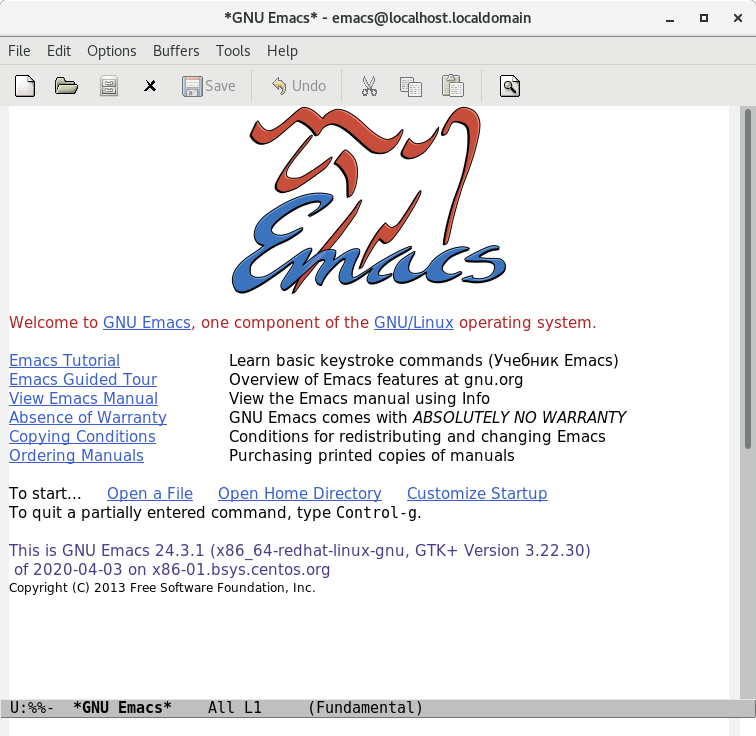 *GNU Emacs* - emacs@localhost.localdomain
File Edit Options Buffers Tools Help
Save Undo
Emacs
Welcome to GNU Emacs, one component of the GNU/Linux operating system.
Emacs Tutorial Learn basic keystroke commands (Учебник Emacs)
Emacs Guided Tour Overview of Emacs features at gnu.org
View Emacs Manual View the Emacs manual using Info
Absence of Warranty GNU Emacs comes with ABSOLUTELY NO WARRANTY
Copying Conditions Conditions for redistributing and changing Emacs
Ordering Manuals Purchasing printed copies of manuals
To start... Open a File Open Home Directory Customize Startup
To quit a partially entered command, type Control-g.
This is GNU Emacs 24.3.1 (x86_64-redhat-linux-gnu, GTK+ Version 3.22.30)
of 2020-04-03 on x86-01.bsys.centos.org
Copyright (C) 2013 Free Software Foundation, Inc.
U:%%- *GNU Emacs* All L1 (Fundamental)